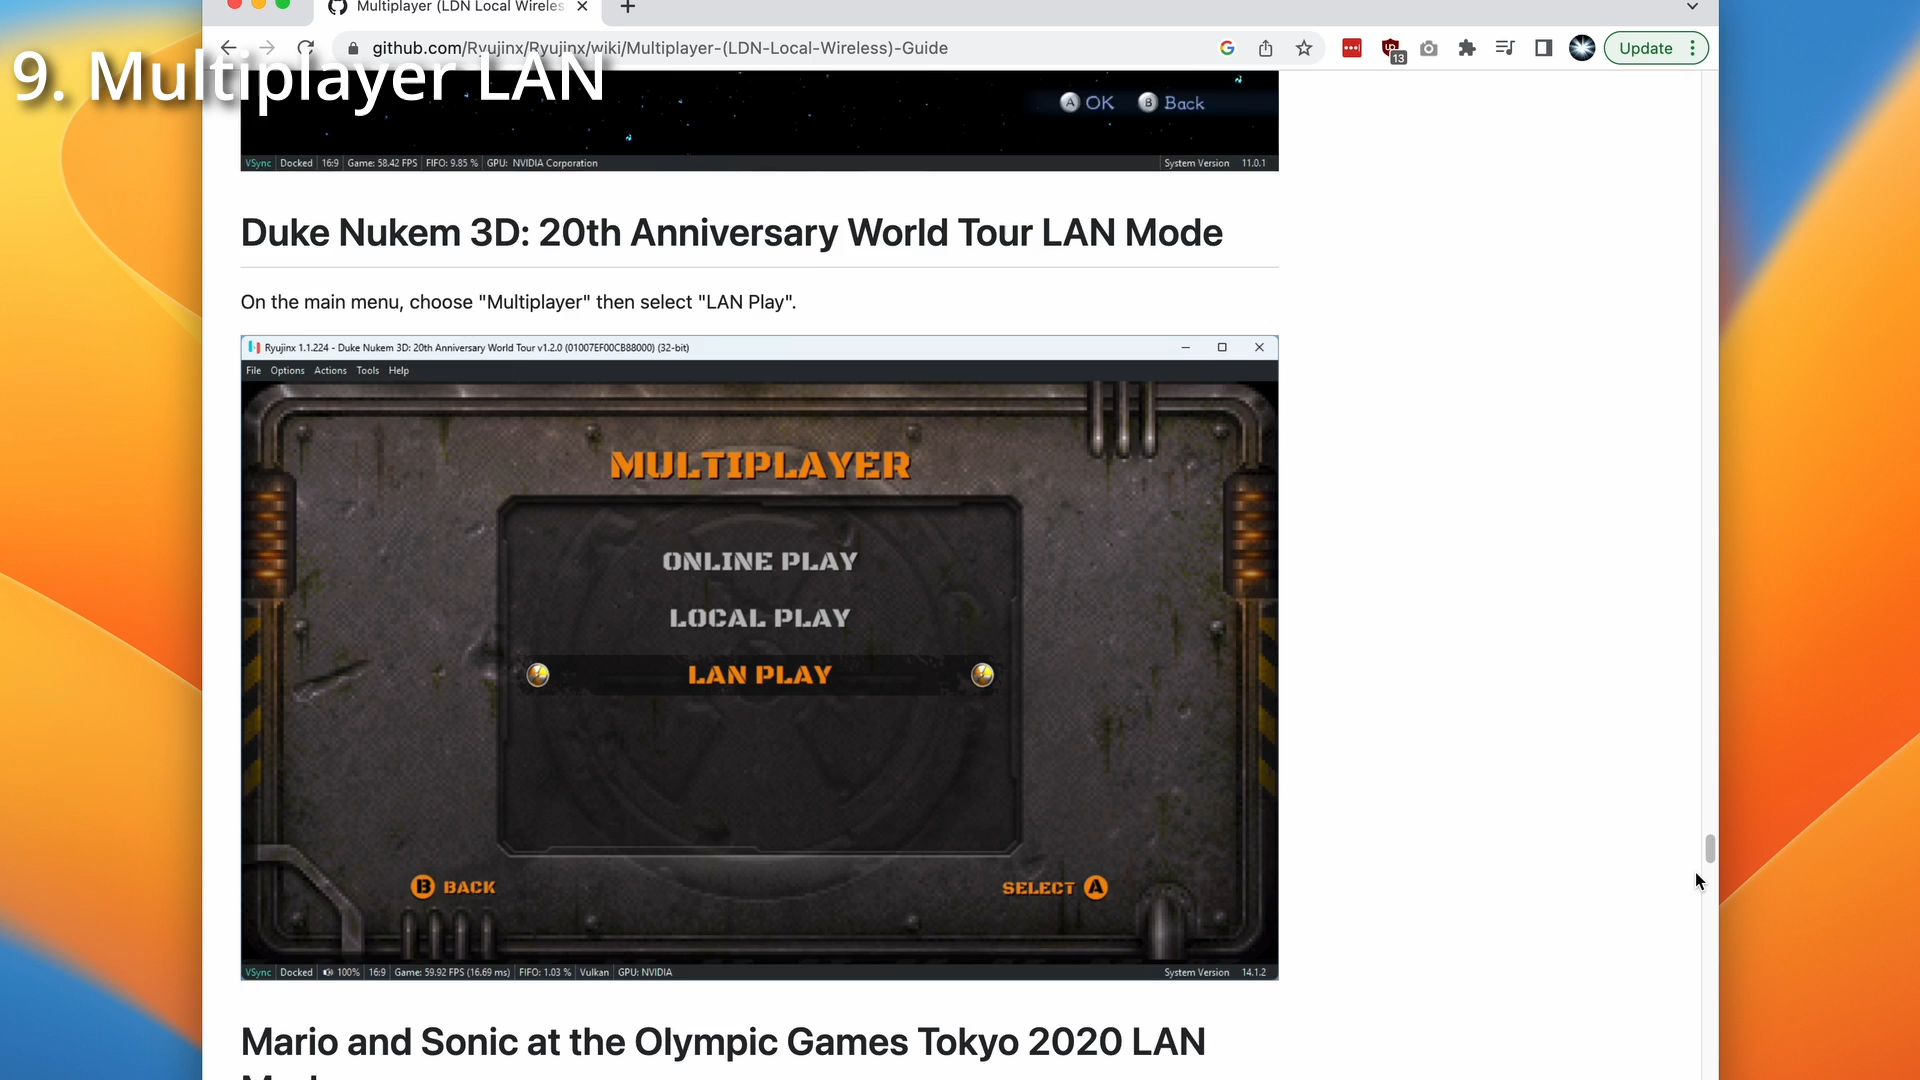 Multiplayer (LDN Local Wireles
github.com/Ryujinx/Ryujinx/wiki/Multiplayer-(LDN-Local-Wireless)-Guide
13
Update
9. Multiplayer LAN
A OK B Back
VSync Docked 16:9 Game: 58.42 FPS FIFO: 9.85 % GPU: NVIDIA Corporation System Version 11.0.1
Duke Nukem 3D: 20th Anniversary World Tour LAN Mode
On the main menu, choose "Multiplayer" then select "LAN Play".
Ryujinx 1.1.224 - Duke Nukem 3D: 20th Anniversary World Tour v1.2.0 (01007EF00CB88000) (32-bit)
File Options Actions Tools Help
MULTIPLAYER
ONLINE PLAY
LOCAL PLAY
LAN PLAY
B BACK SELECT A
VSync Docked 100% 16:9 Game: 59.92 FPS (16.69 ms) FIFO: 1.03 % Vulkan GPU: NVIDIA System Version 14.1.2
Mario and Sonic at the Olympic Games Tokyo 2020 LAN